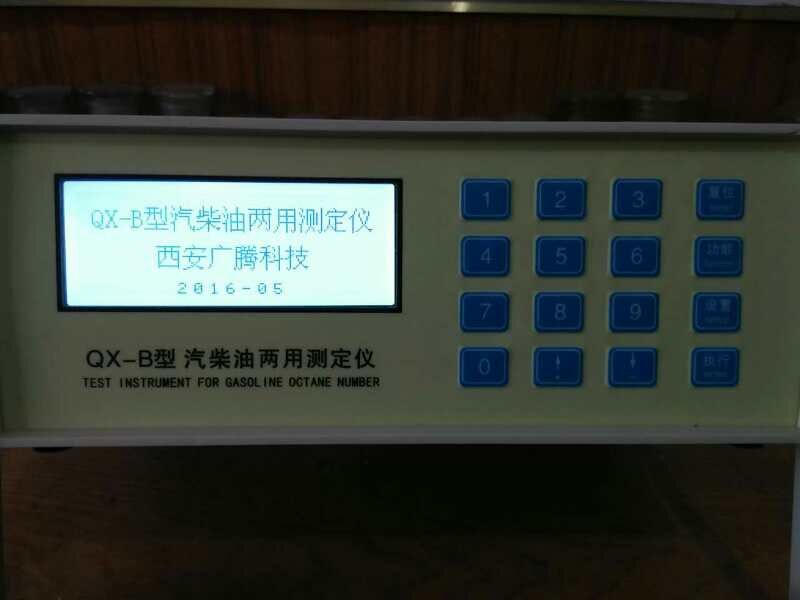 QX-B型汽柴油两用测定仪
西安广腾科技
2016-05
QX-B型 汽柴油两用测定仪
TEST INSTRUMENT FOR GASOLINE OCTANE NUMBER
1 2 3 复位
4 5 6 功能
7 8 9 设置
0 执行